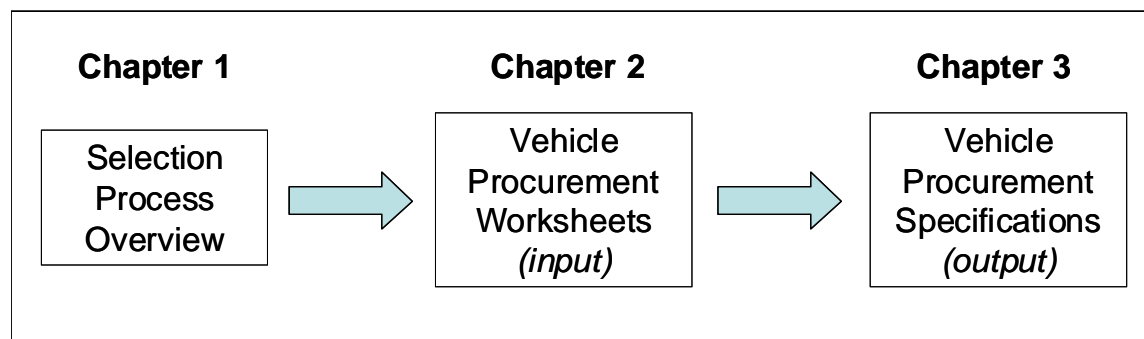 Chapter 1
Selection
Process
Overview
Chapter 2
Vehicle
Procurement
Worksheets
(input)
Chapter 3
Vehicle
Procurement
Specifications
(output)